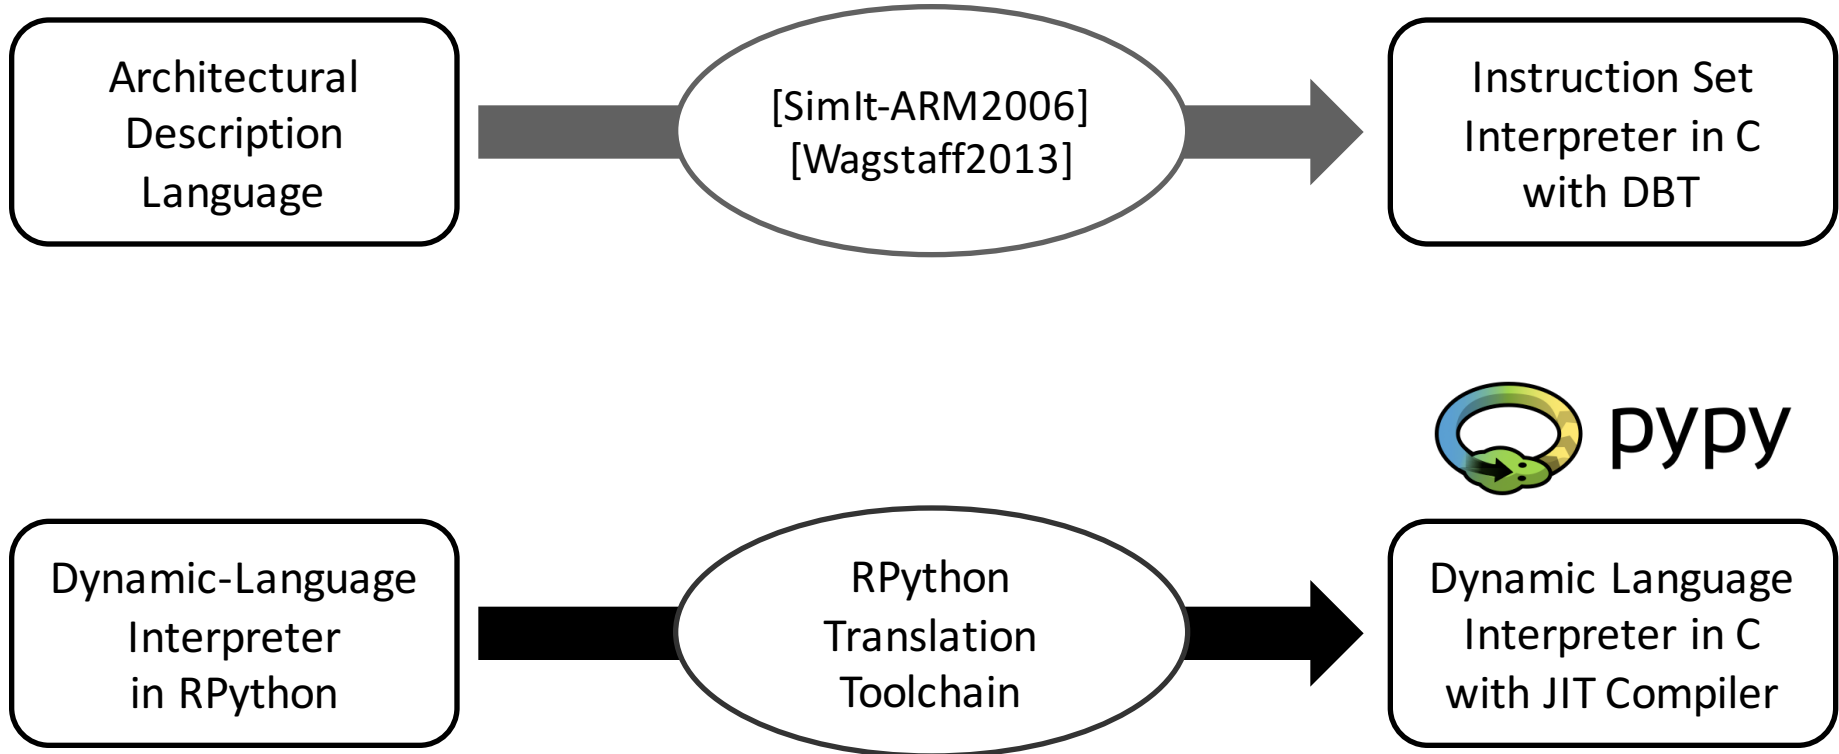 Architectural
Description
Language
[SimIt-ARM2006]
[Wagstaff2013]
Instruction Set
Interpreter in C
with DBT
pypy
Dynamic-Language
Interpreter
in RPython
RPython
Translation
Toolchain
Dynamic Language
Interpreter in C
with JIT Compiler